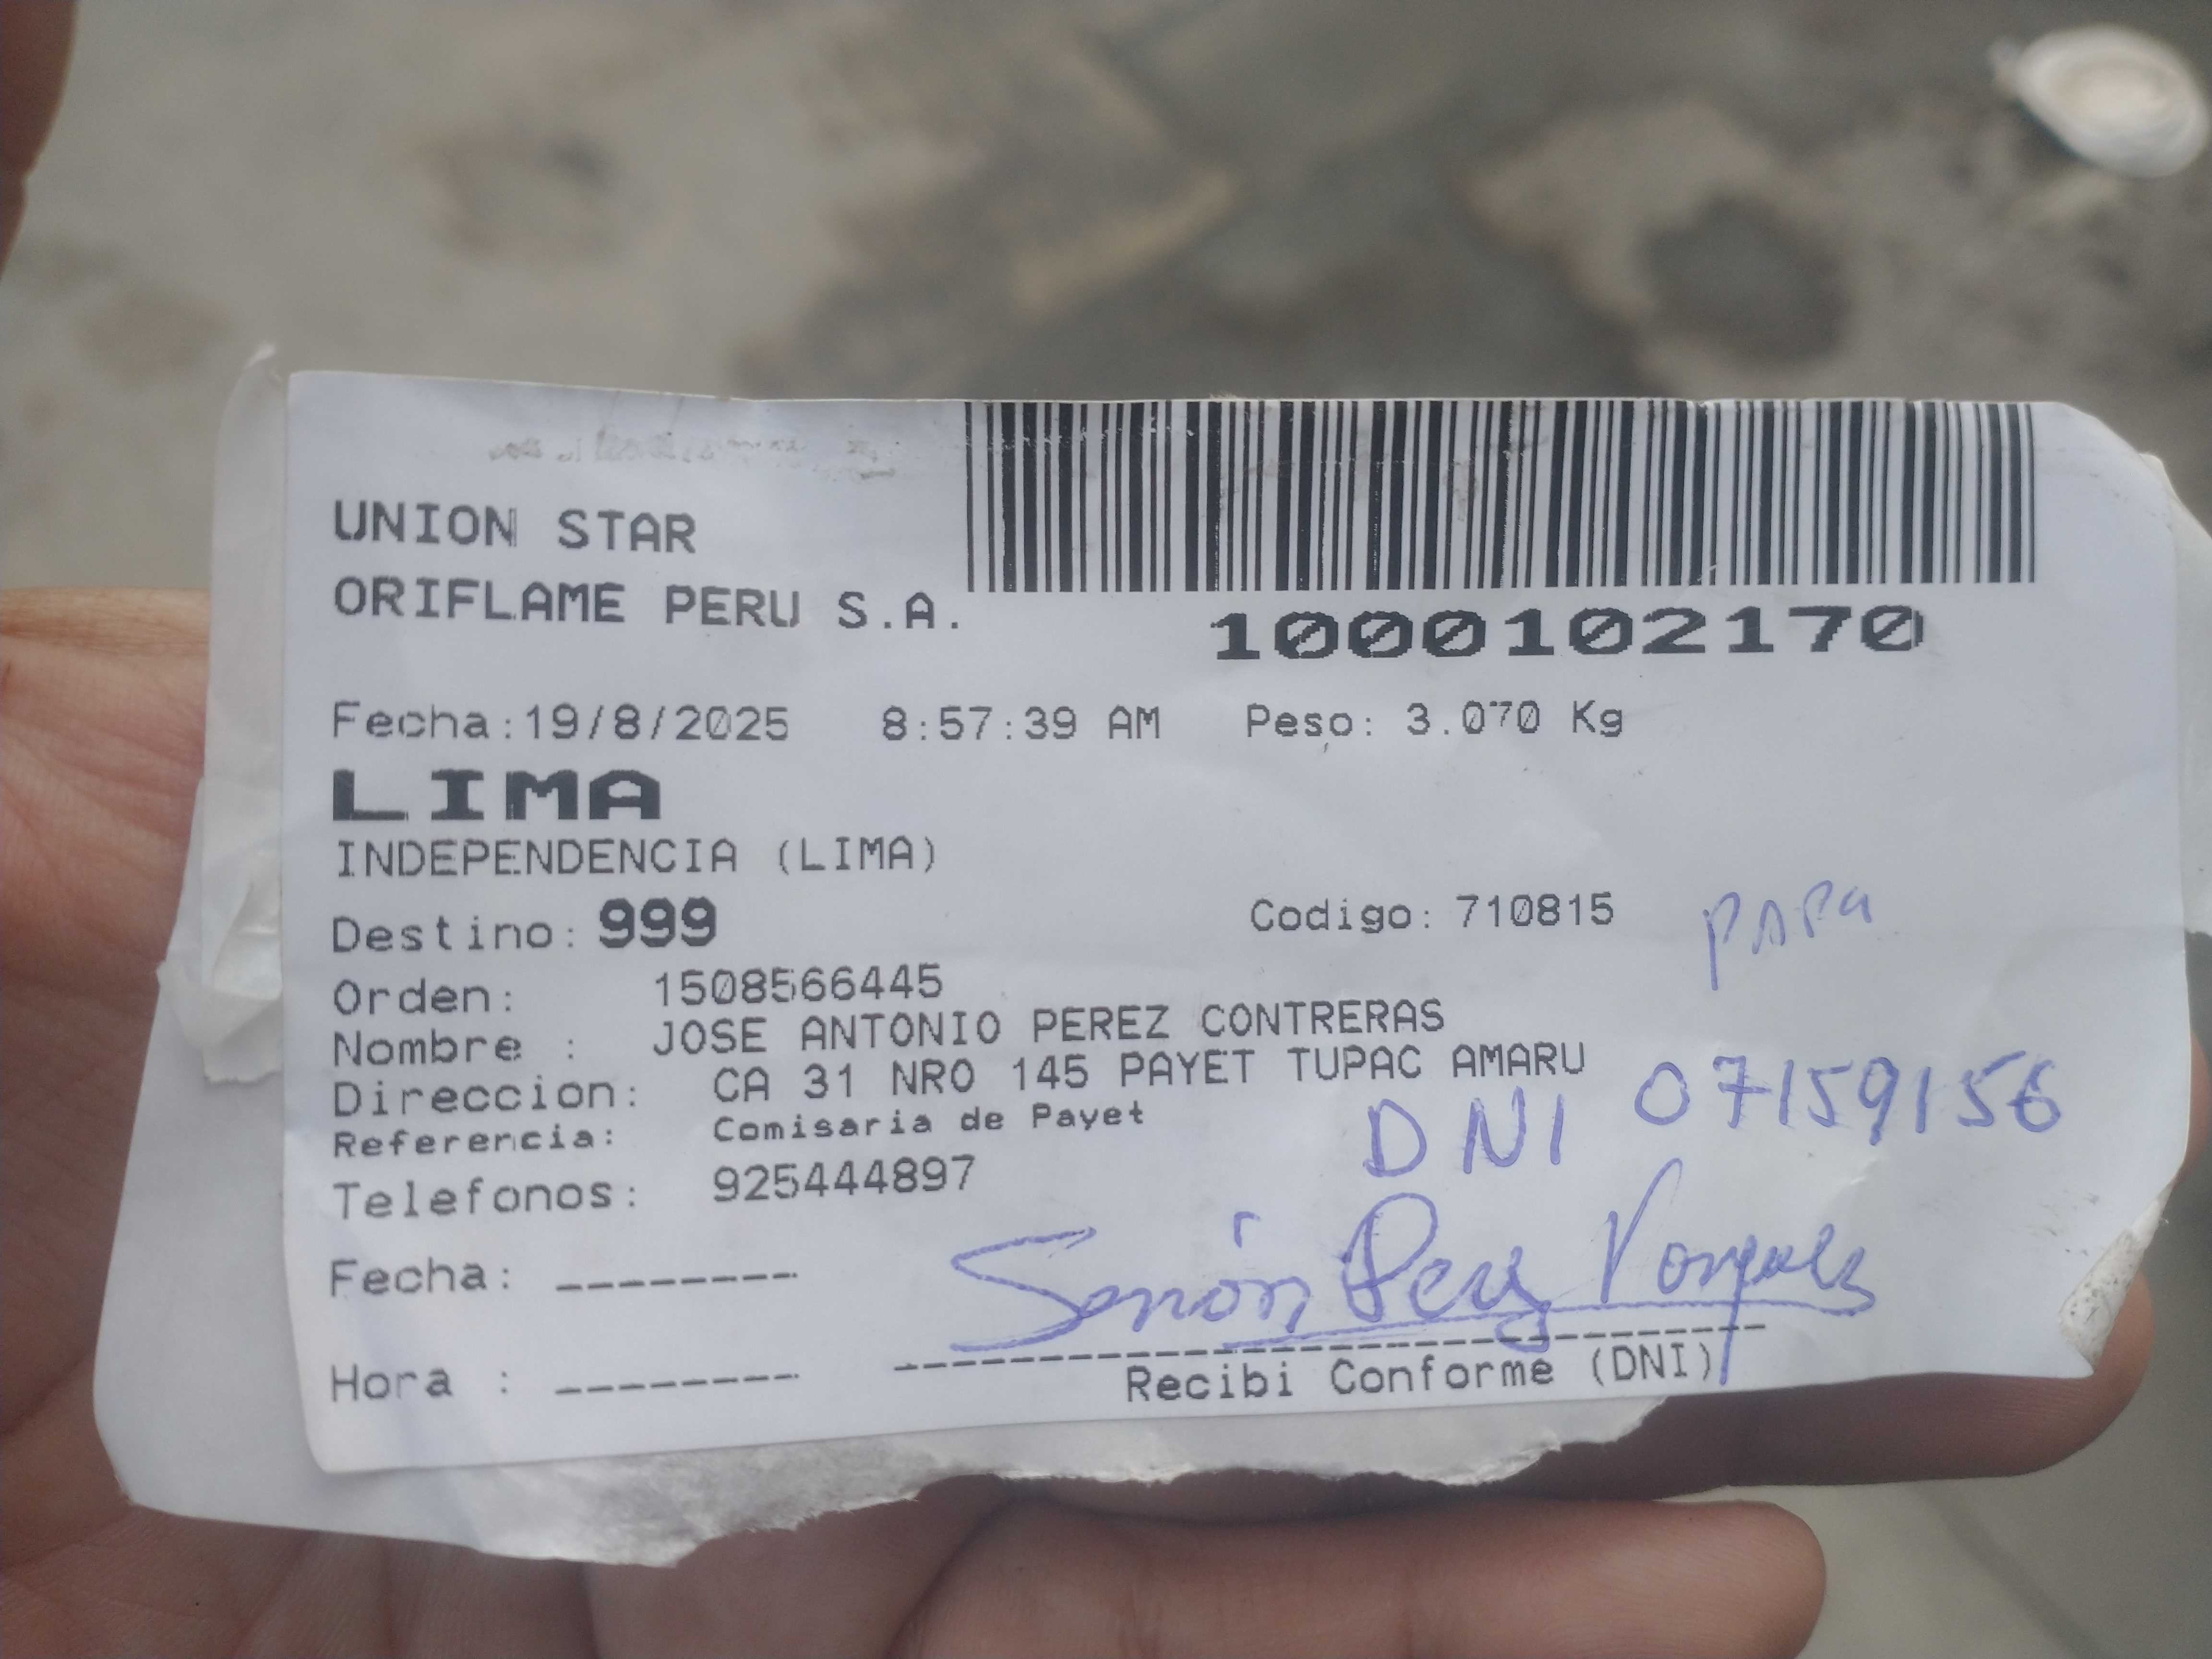 UNION STAR
ORIFLAME PERU S.A.
1000102170
Fecha:19/8/2025 8:57:39 AM Peso: 3.070 Kg
LIMA
INDEPENDENCIA (LIMA)
Destino: 999 Codigo: 710815 PAPA
Orden: 1508566445
Nombre : JOSE ANTONIO PEREZ CONTRERAS
Direccion: CA 31 NRO 145 PAYET TUPAC AMARU
Referencia: Comisaria de Payet
DNI 07159156
Telefonos: 925444897
Simón Perez
Fecha: --------
Hora : --------
Recibi Conforme (DNI)